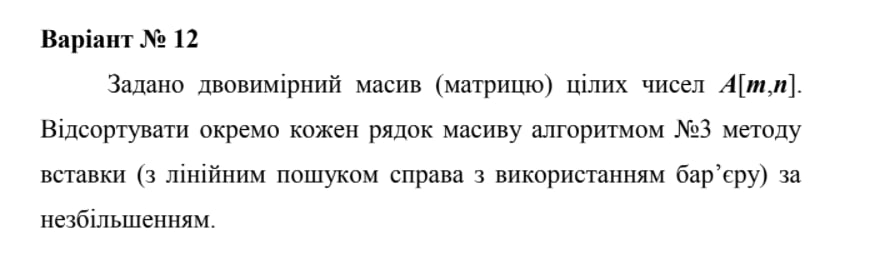 Варіант № 12
Задано двовимірний масив (матрицю) цілих чисел A[m,n].
Відсортувати окремо кожен рядок масиву алгоритмом №3 методу
вставки (з лінійним пошуком справа з використанням бар’єру) за
незбільшенням.